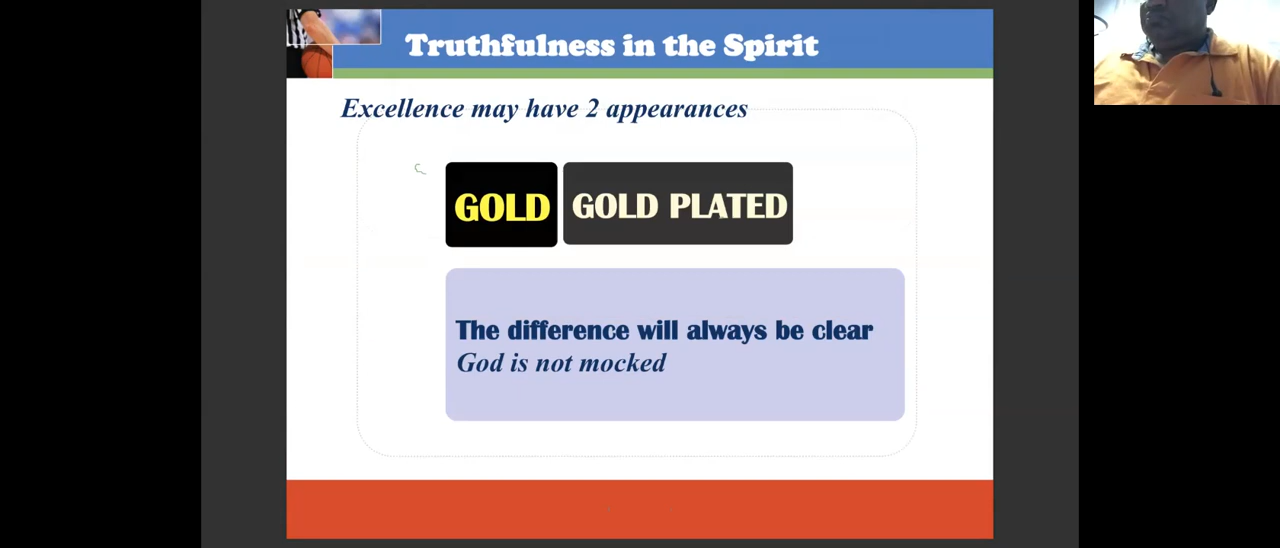 Truthfulness in the Spirit
Excellence may have 2 appearances
GOLD
GOLD PLATED
The difference will always be clear
God is not mocked